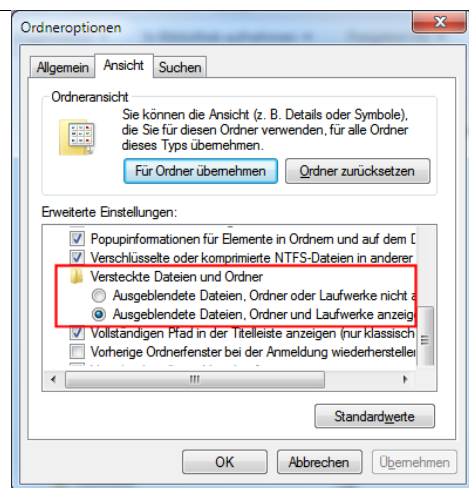 Ordneroptionen
Allgemein Ansicht Suchen
Ordneransicht
Sie können die Ansicht (z. B. Details oder Symbole),
die Sie für diesen Ordner verwenden, für alle Ordner
dieses Typs übernehmen.
Für Ordner übernehmen Ordner zurücksetzen
Erweiterte Einstellungen:
Popupinformationen für Elemente in Ordnern und auf dem
Verschlüsselte oder komprimierte NTFS-Dateien in anderer
Versteckte Dateien und Ordner
Ausgeblendete Dateien, Ordner oder Laufwerke nicht
Ausgeblendete Dateien, Ordner und Laufwerke anzeig
Vollständigen Pfad in der Titelleiste anzeigen (nur klassisch
Vorherige Ordnerfenster bei der Anmeldung wiederherstelle
Standardwerte
OK Abbrechen Übernehmen